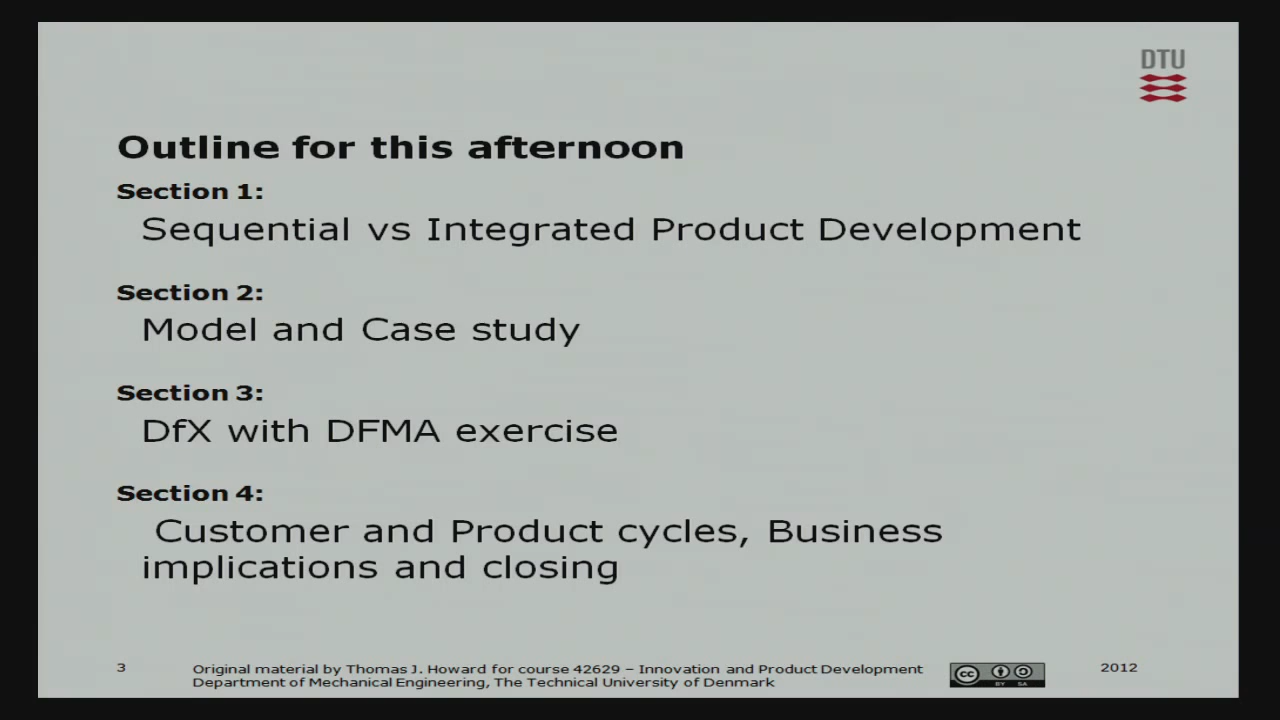 DTU
Outline for this afternoon
Section 1:
Sequential vs Integrated Product Development
Section 2:
Model and Case study
Section 3:
DfX with DFMA exercise
Section 4:
Customer and Product cycles, Business
implications and closing
3
Original material by Thomas J. Howard for course 42629 – Innovation and Product Development
Department of Mechanical Engineering, The Technical University of Denmark
cc BY SA
2012